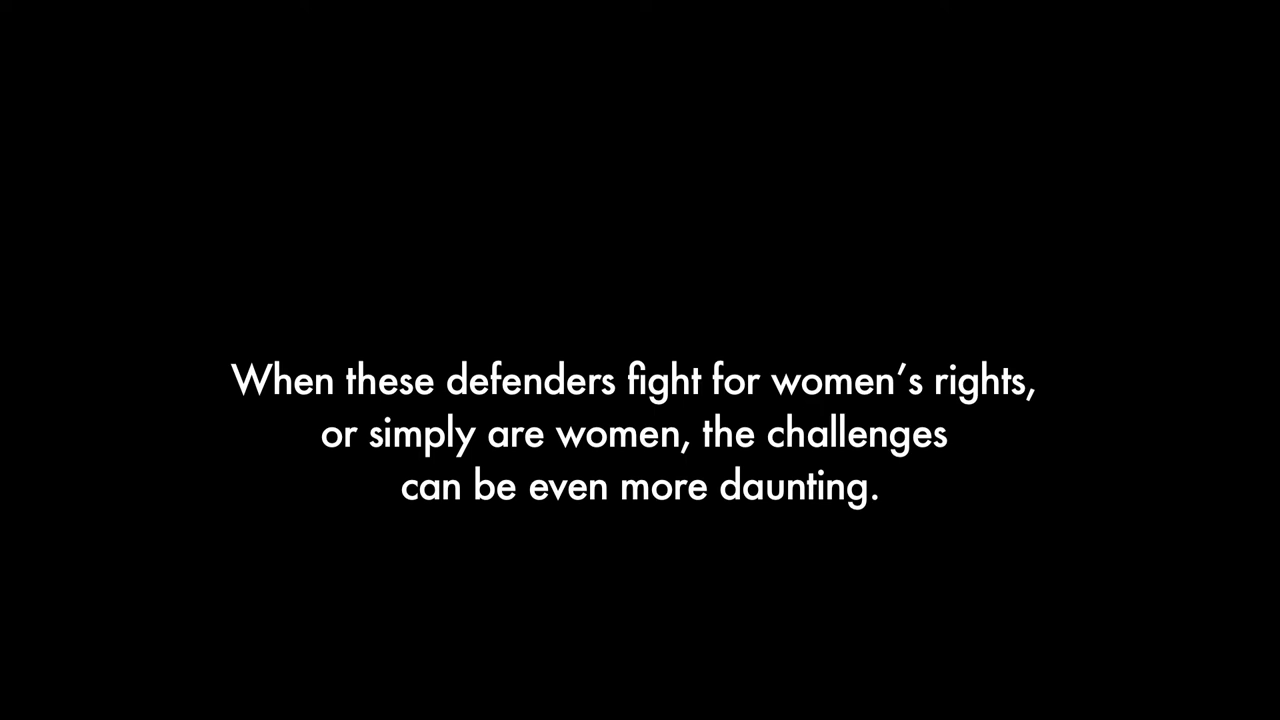 When these defenders fight for women’s rights,
or simply are women, the challenges
can be even more daunting.